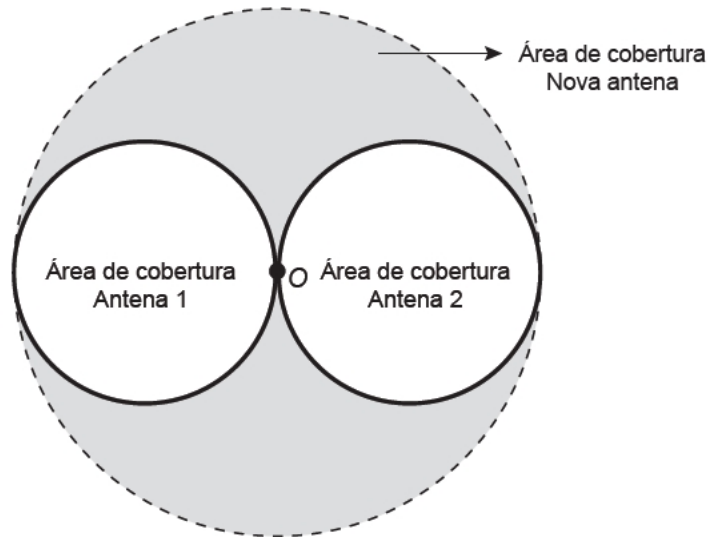 Área de cobertura
Nova antena
Área de cobertura
Antena 1
O
Área de cobertura
Antena 2